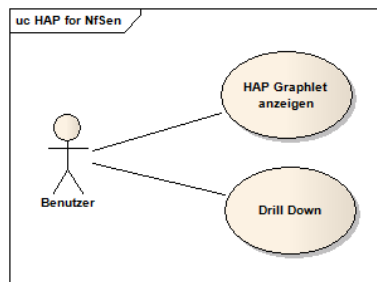 uc HAP for NfSen
HAP Graphlet
anzeigen
Benutzer
Drill Down